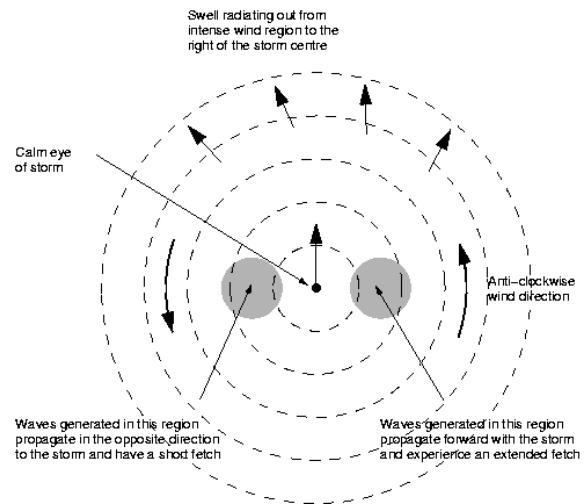 Swell radiating out from
intense wind region to the
right of the storm centre
Calm eye
of storm
Anti-clockwise
wind direction
Waves generated in this region
propagate in the opposite direction
to the storm and have a short fetch
Waves generated in this region
propagate forward with the storm
and experience an extended fetch